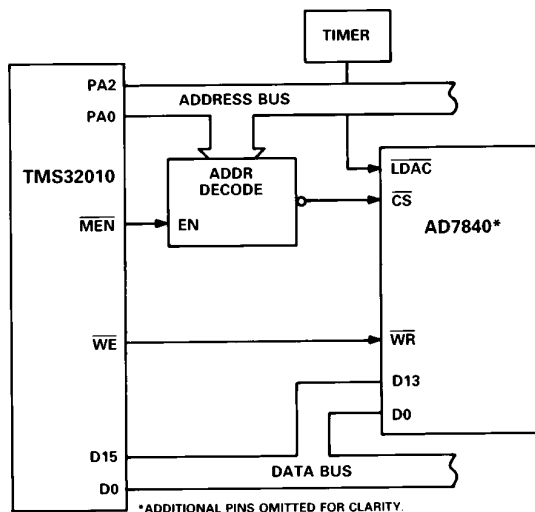 TIMER
PA2
ADDRESS BUS
PA0
TMS32010
ADDR
DECODE
LDAC
CS
MEN
EN
AD7840*
WE
WR
D13
D0
D15
DATA BUS
D0
*ADDITIONAL PINS OMITTED FOR CLARITY.